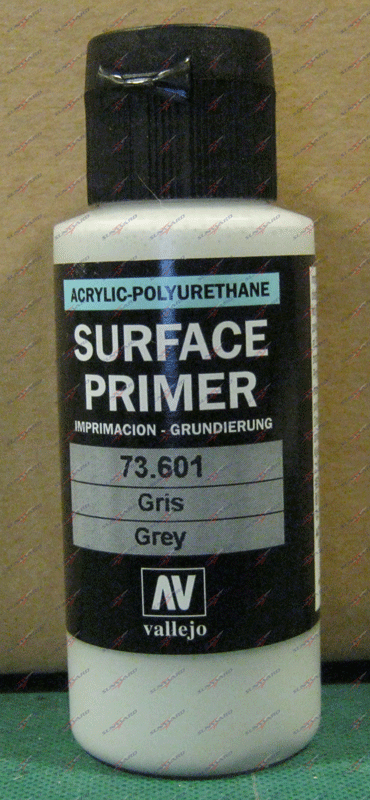 ACRYLIC-POLYURETHANE
SURFACE
PRIMER
IMPRIMACION - GRUNDIERUNG
73.601
Gris
Grey
AV
vallejo